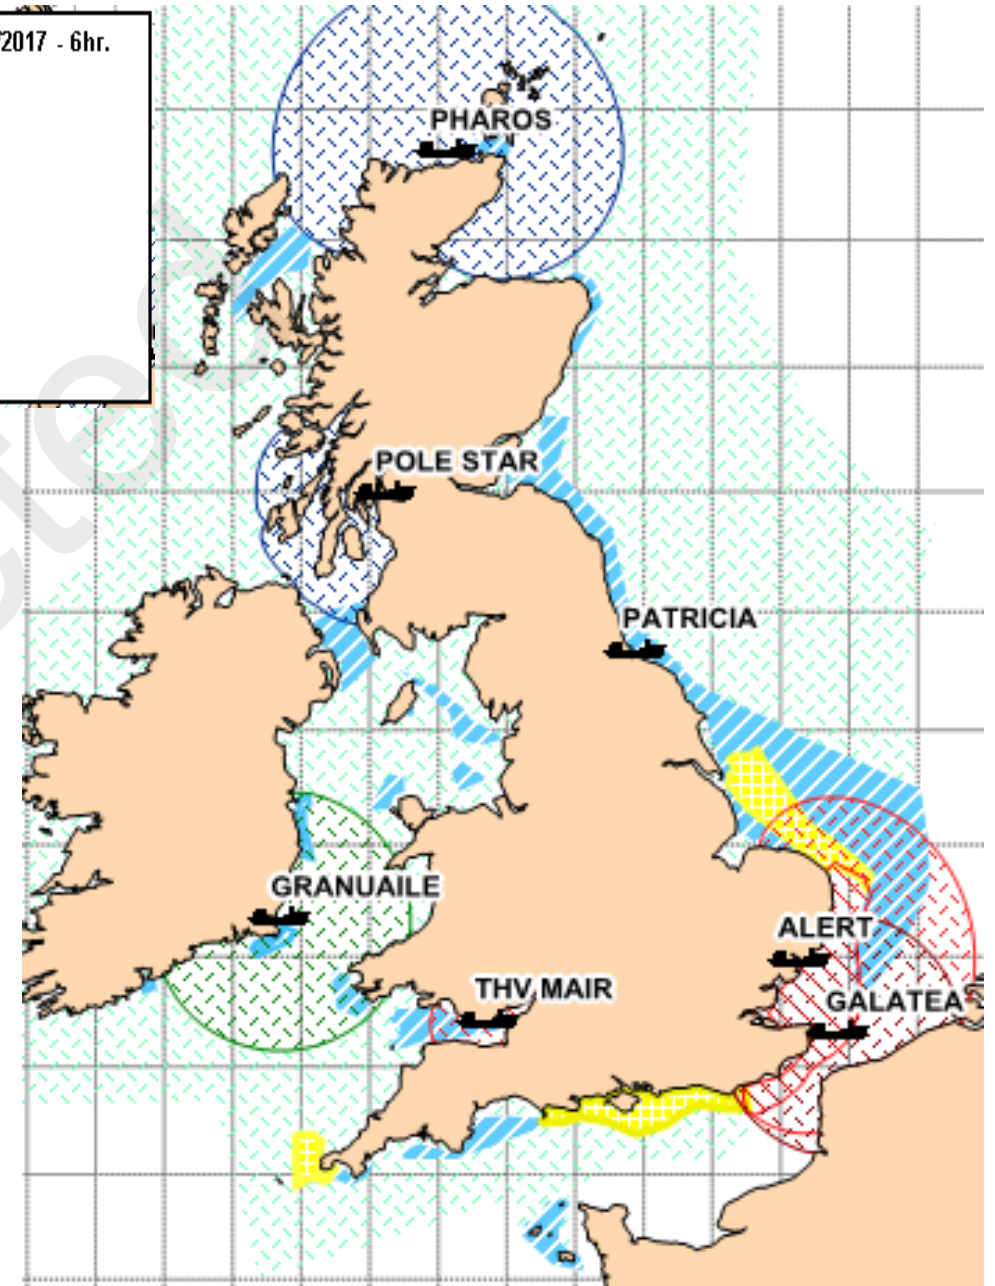 /2017 - 6hr.
PHAROS
POLE STAR
PATRICIA
GRANUAILE
ALERT
THV MAIR
GALATEA